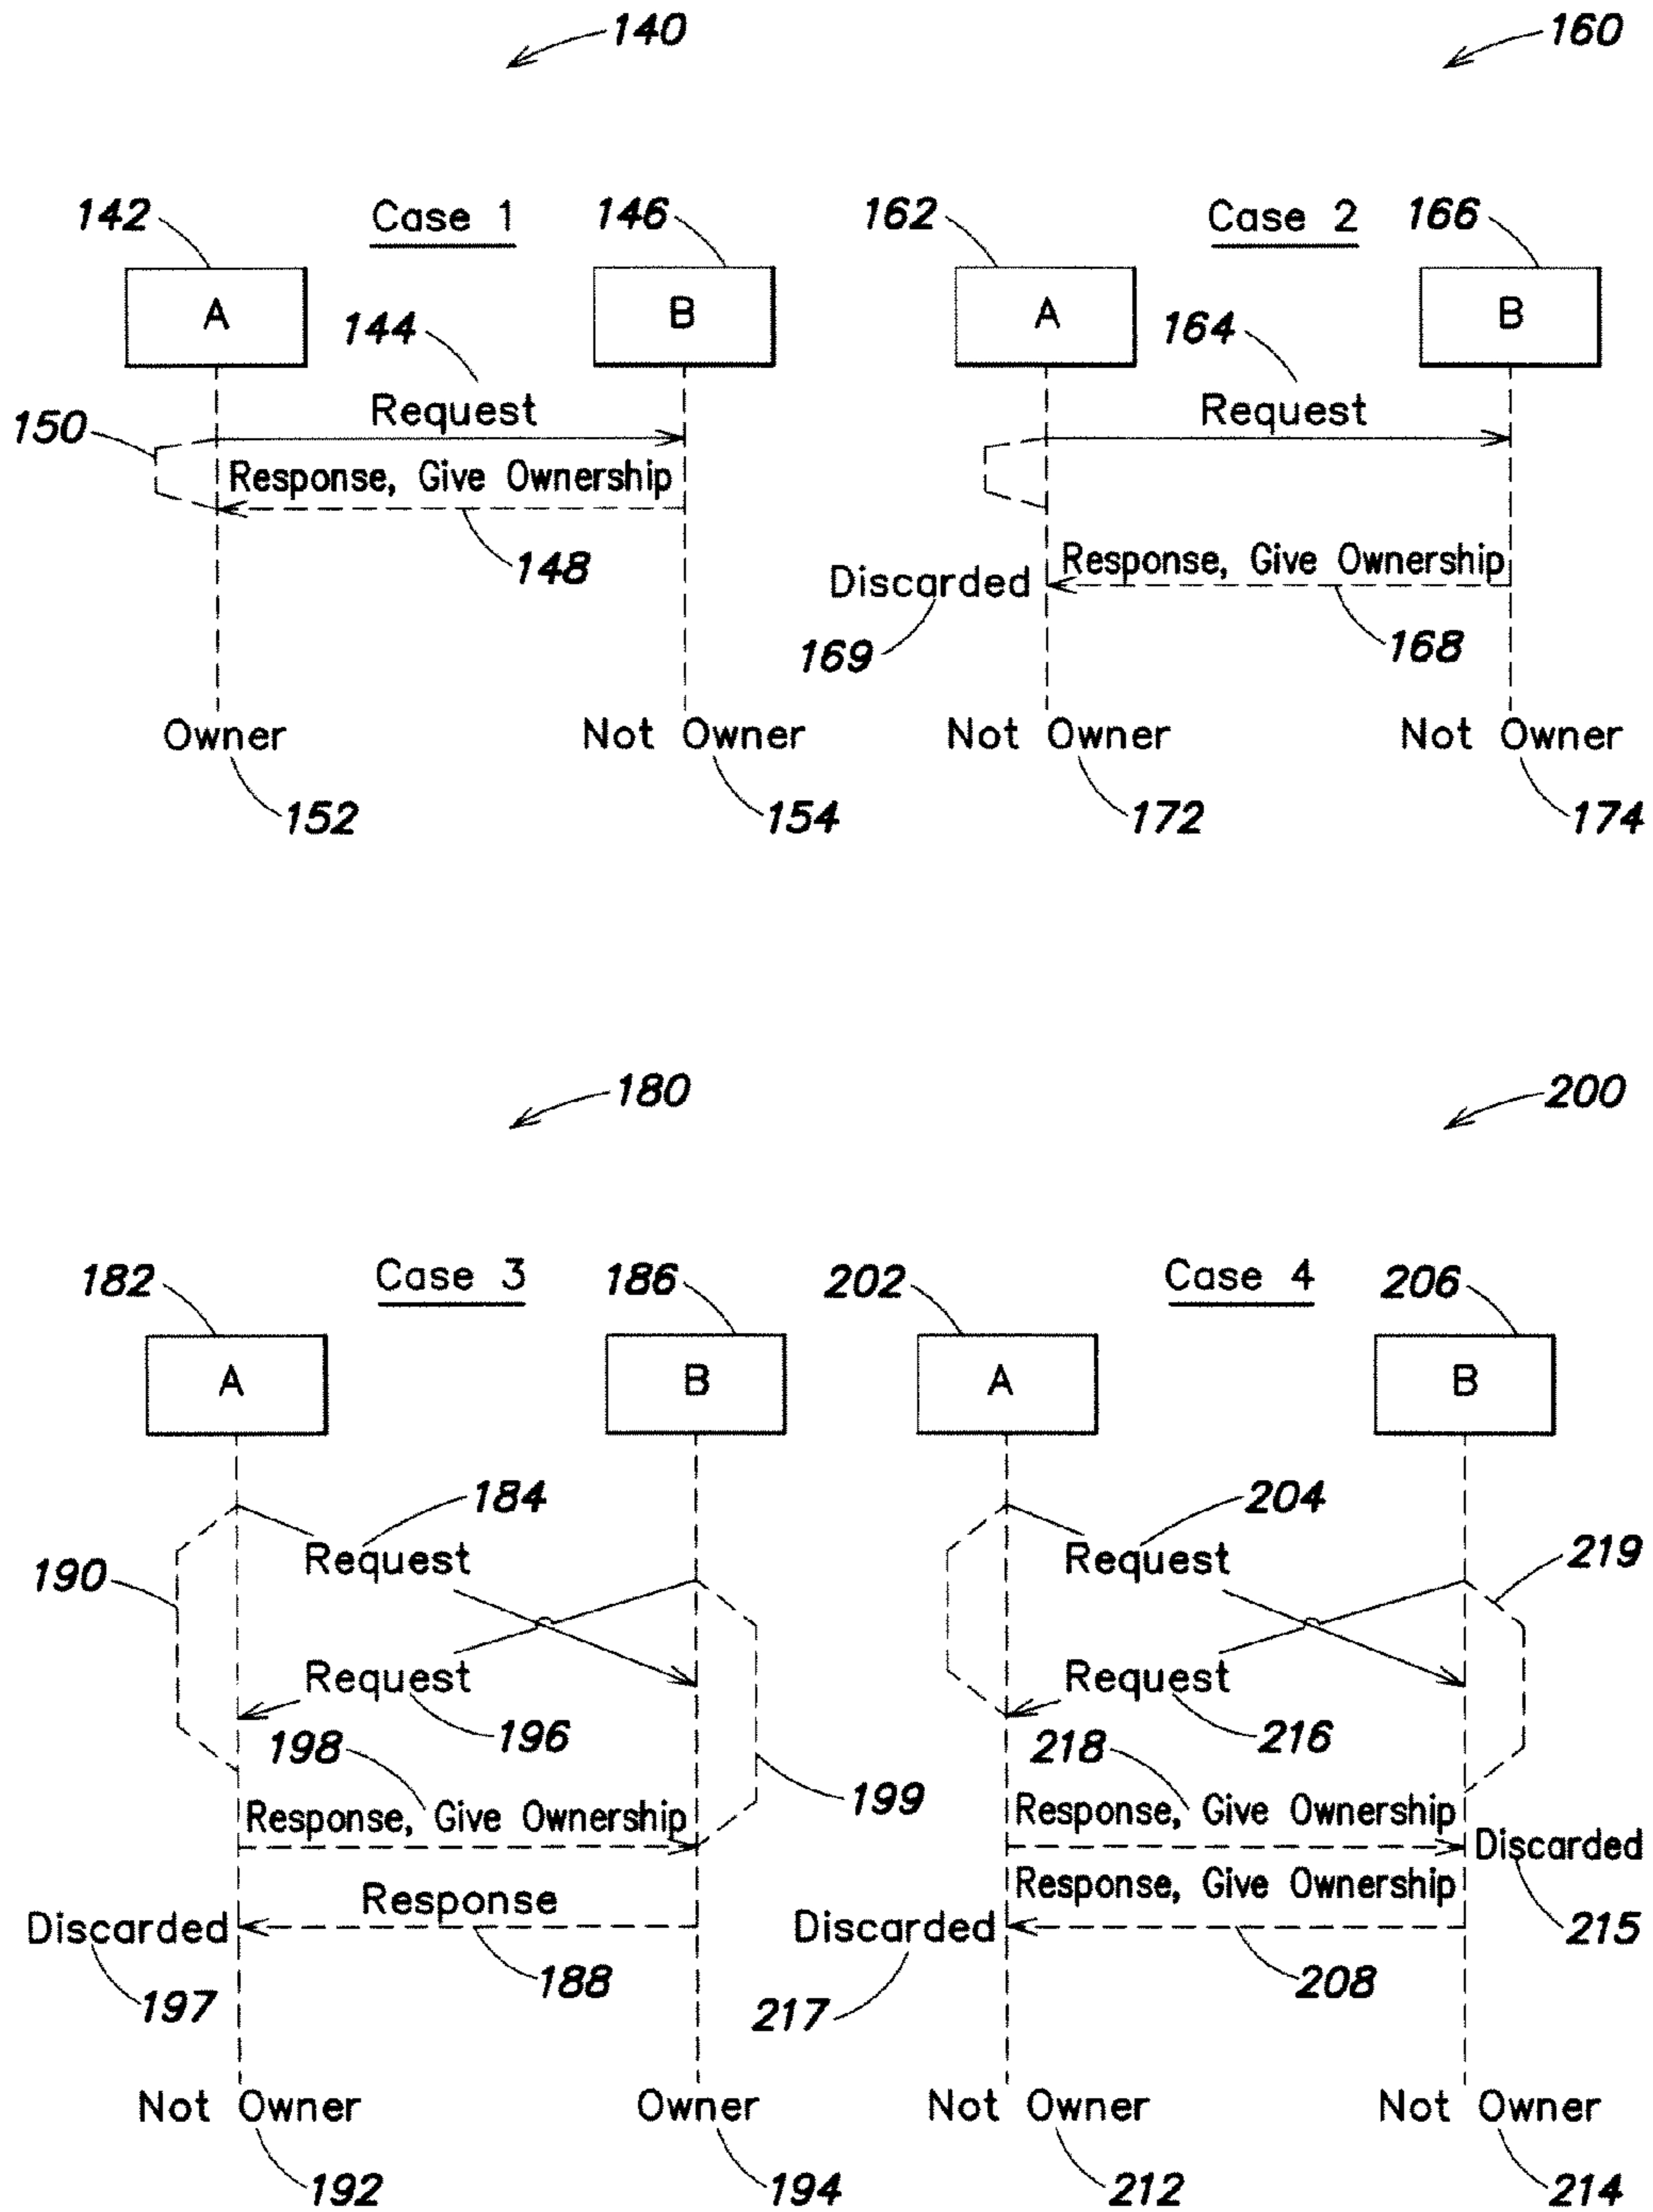 140
160
142
Case 1
146
162
Case 2
166
A
B
A
B
144
164
150
Request
Request
Response, Give Ownership
148
Response, Give Ownership
Discarded
169
168
Owner
Not Owner
Not Owner
Not Owner
152
154
172
174
180
200
182
Case 3
186
202
Case 4
206
A
B
A
B
184
204
190
Request
Request
219
Request
Request
198
196
218
216
199
Response, Give Ownership
Response, Give Ownership
Discarded
Response
Response, Give Ownership
Discarded
Discarded
215
197
188
217
208
Not Owner
Owner
Not Owner
Not Owner
192
194
212
214